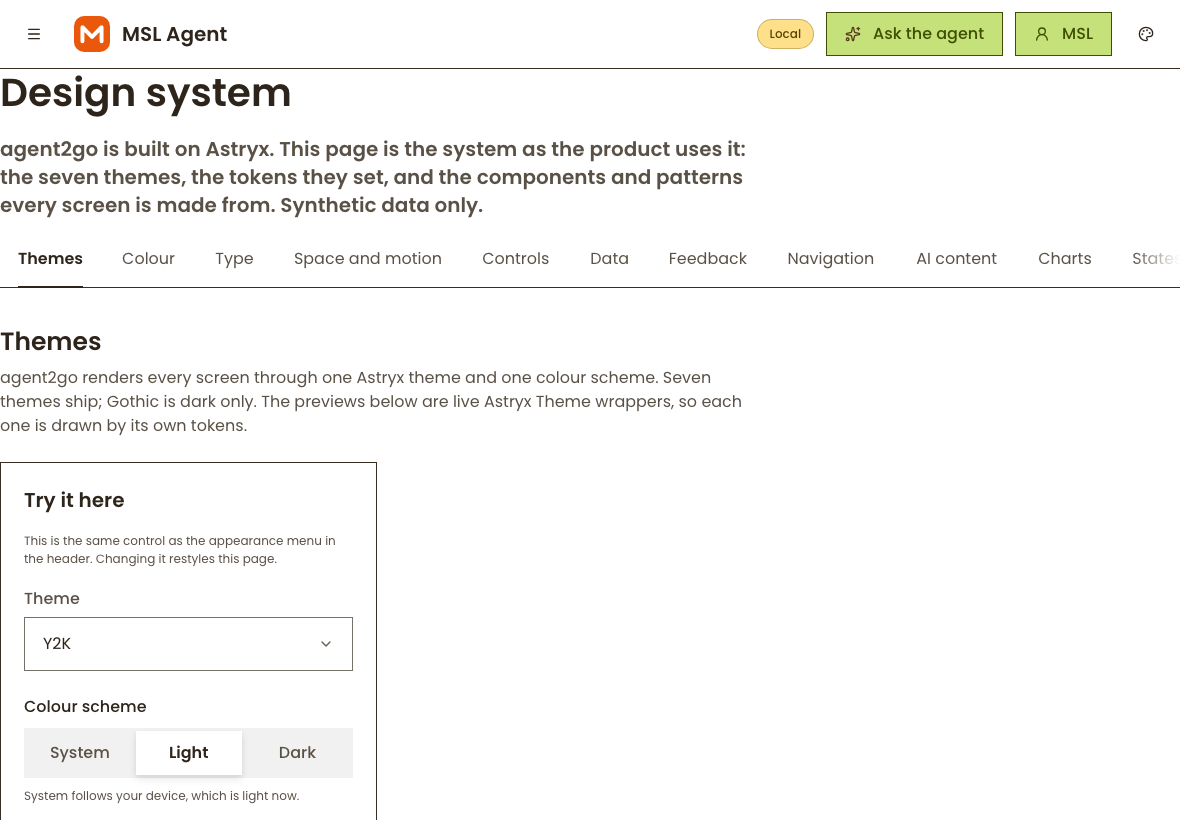 MSL Agent
Local
Ask the agent
MSL
Design system
agent2go is built on Astryx. This page is the system as the product uses it:
the seven themes, the tokens they set, and the components and patterns
every screen is made from. Synthetic data only.
Themes Colour Type Space and motion Controls Data Feedback Navigation AI content Charts States
Themes
agent2go renders every screen through one Astryx theme and one colour scheme. Seven
themes ship; Gothic is dark only. The previews below are live Astryx Theme wrappers, so each
one is drawn by its own tokens.
Try it here
This is the same control as the appearance menu in
the header. Changing it restyles this page.
Theme
Y2K
Colour scheme
System Light Dark
System follows your device, which is light now.